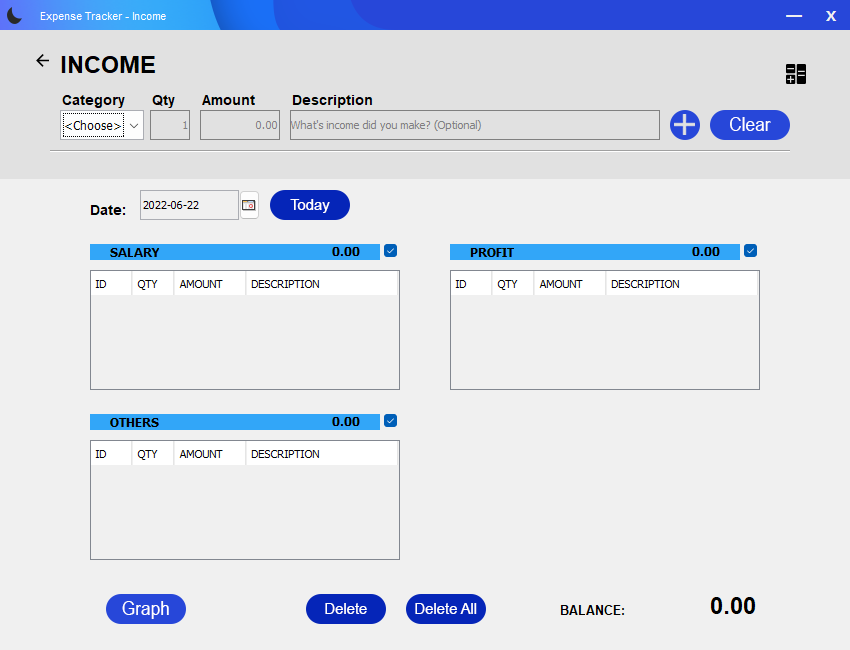 Expense Tracker - Income
X
INCOME
Category Qty Amount Description
<Choose> 1 0.00 What's income did you make? (Optional) Clear
Date: 2022-06-22 Today
SALARY 0.00 PROFIT 0.00
ID QTY AMOUNT DESCRIPTION ID QTY AMOUNT DESCRIPTION
OTHERS 0.00
ID QTY AMOUNT DESCRIPTION
Graph Delete Delete All BALANCE: 0.00